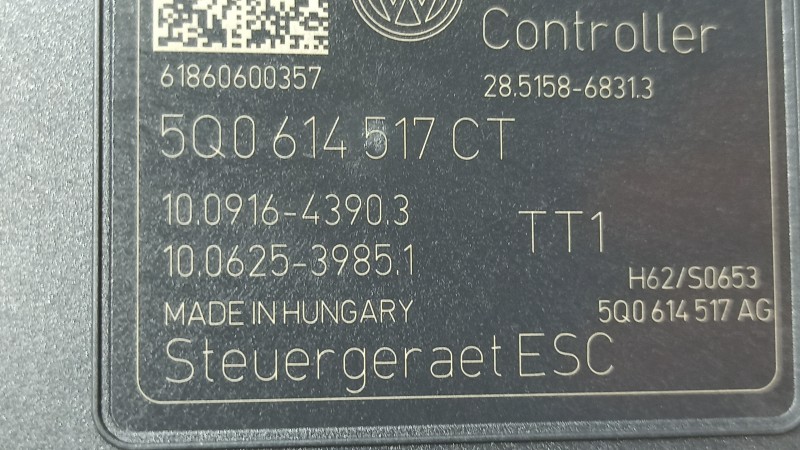 Controller
61860600357
28.5158-6831.3
5Q0 614 517 CT
10.0916-4390.3
TT1
10.0625-3985.1
H62/S0653
MADE IN HUNGARY
5Q0 614 517 AG
Steuergeraet ESC